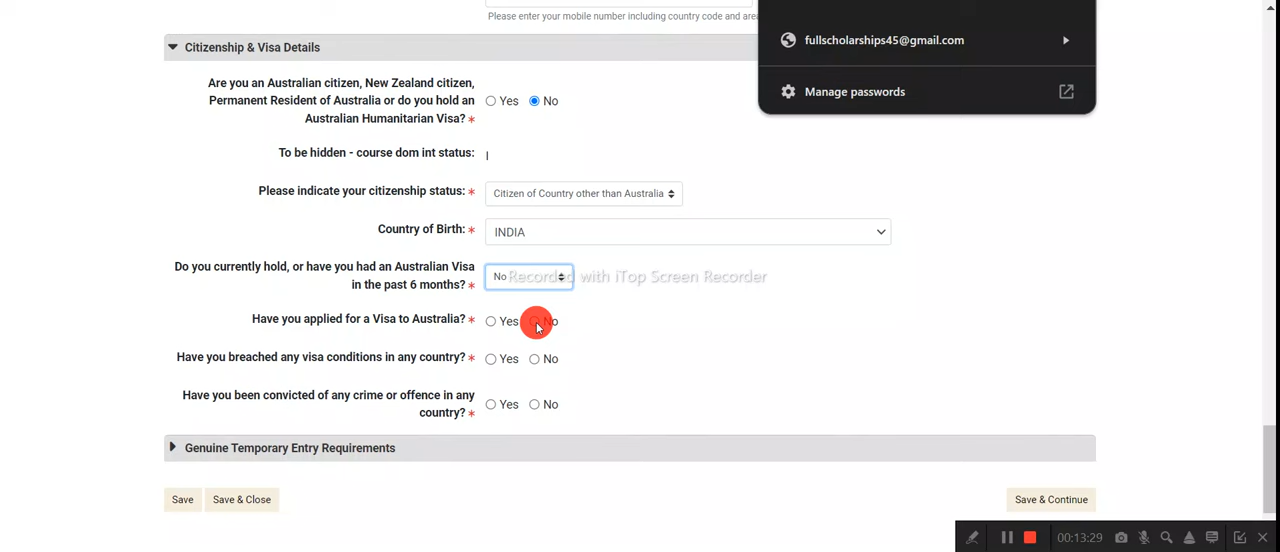 Please enter your mobile number including country code and area
fullscholarships45@gmail.com
Manage passwords
Citizenship & Visa Details
Are you an Australian citizen, New Zealand citizen,
Permanent Resident of Australia or do you hold an
Australian Humanitarian Visa?* Yes No
To be hidden - course dom int status: I
Please indicate your citizenship status:* Citizen of Country other than Australia
Country of Birth:* INDIA
Do you currently hold, or have you had an Australian Visa
in the past 6 months?* No
Recorded with iTop Screen Recorder
Have you applied for a Visa to Australia?* Yes No
Have you breached any visa conditions in any country?* Yes No
Have you been convicted of any crime or offence in any
country?* Yes No
Genuine Temporary Entry Requirements
Save Save & Close Save & Continue
00:13:29